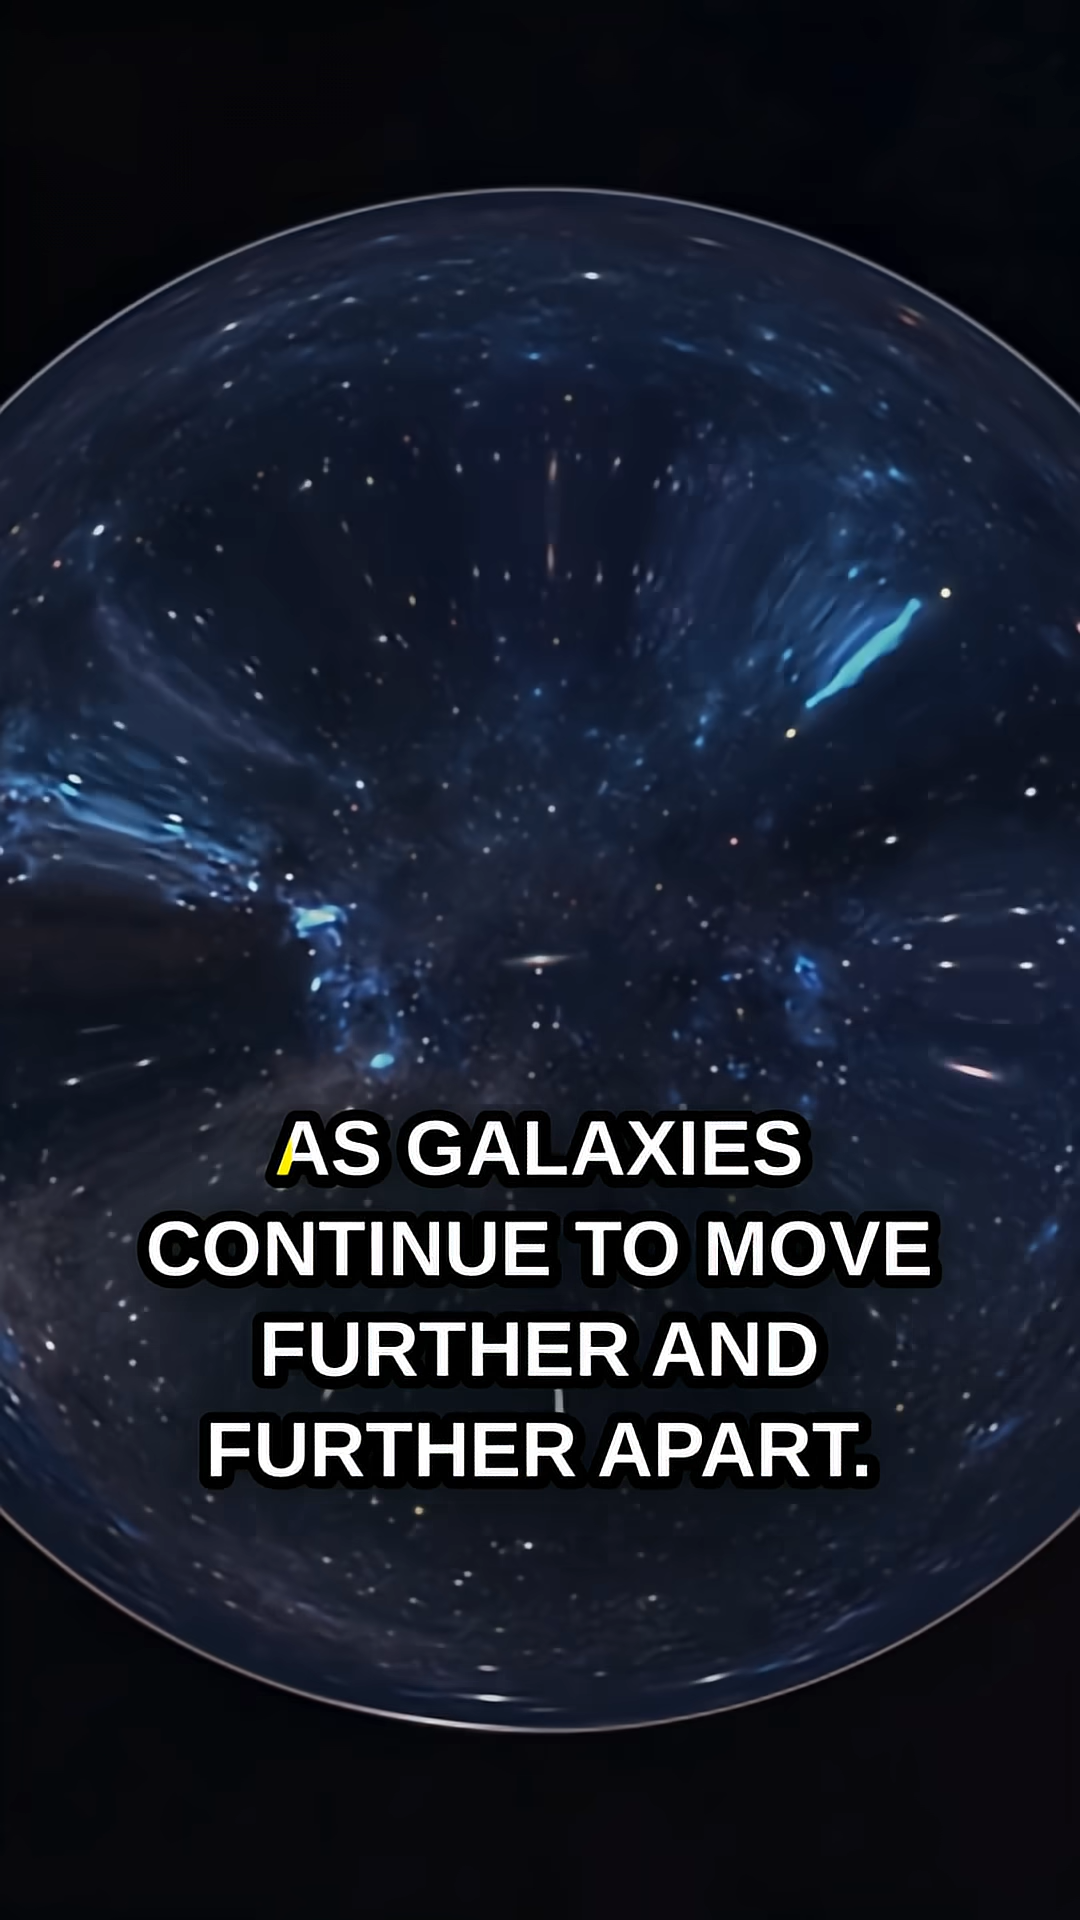 AS GALAXIES
CONTINUE TO MOVE
FURTHER AND
FURTHER APART.